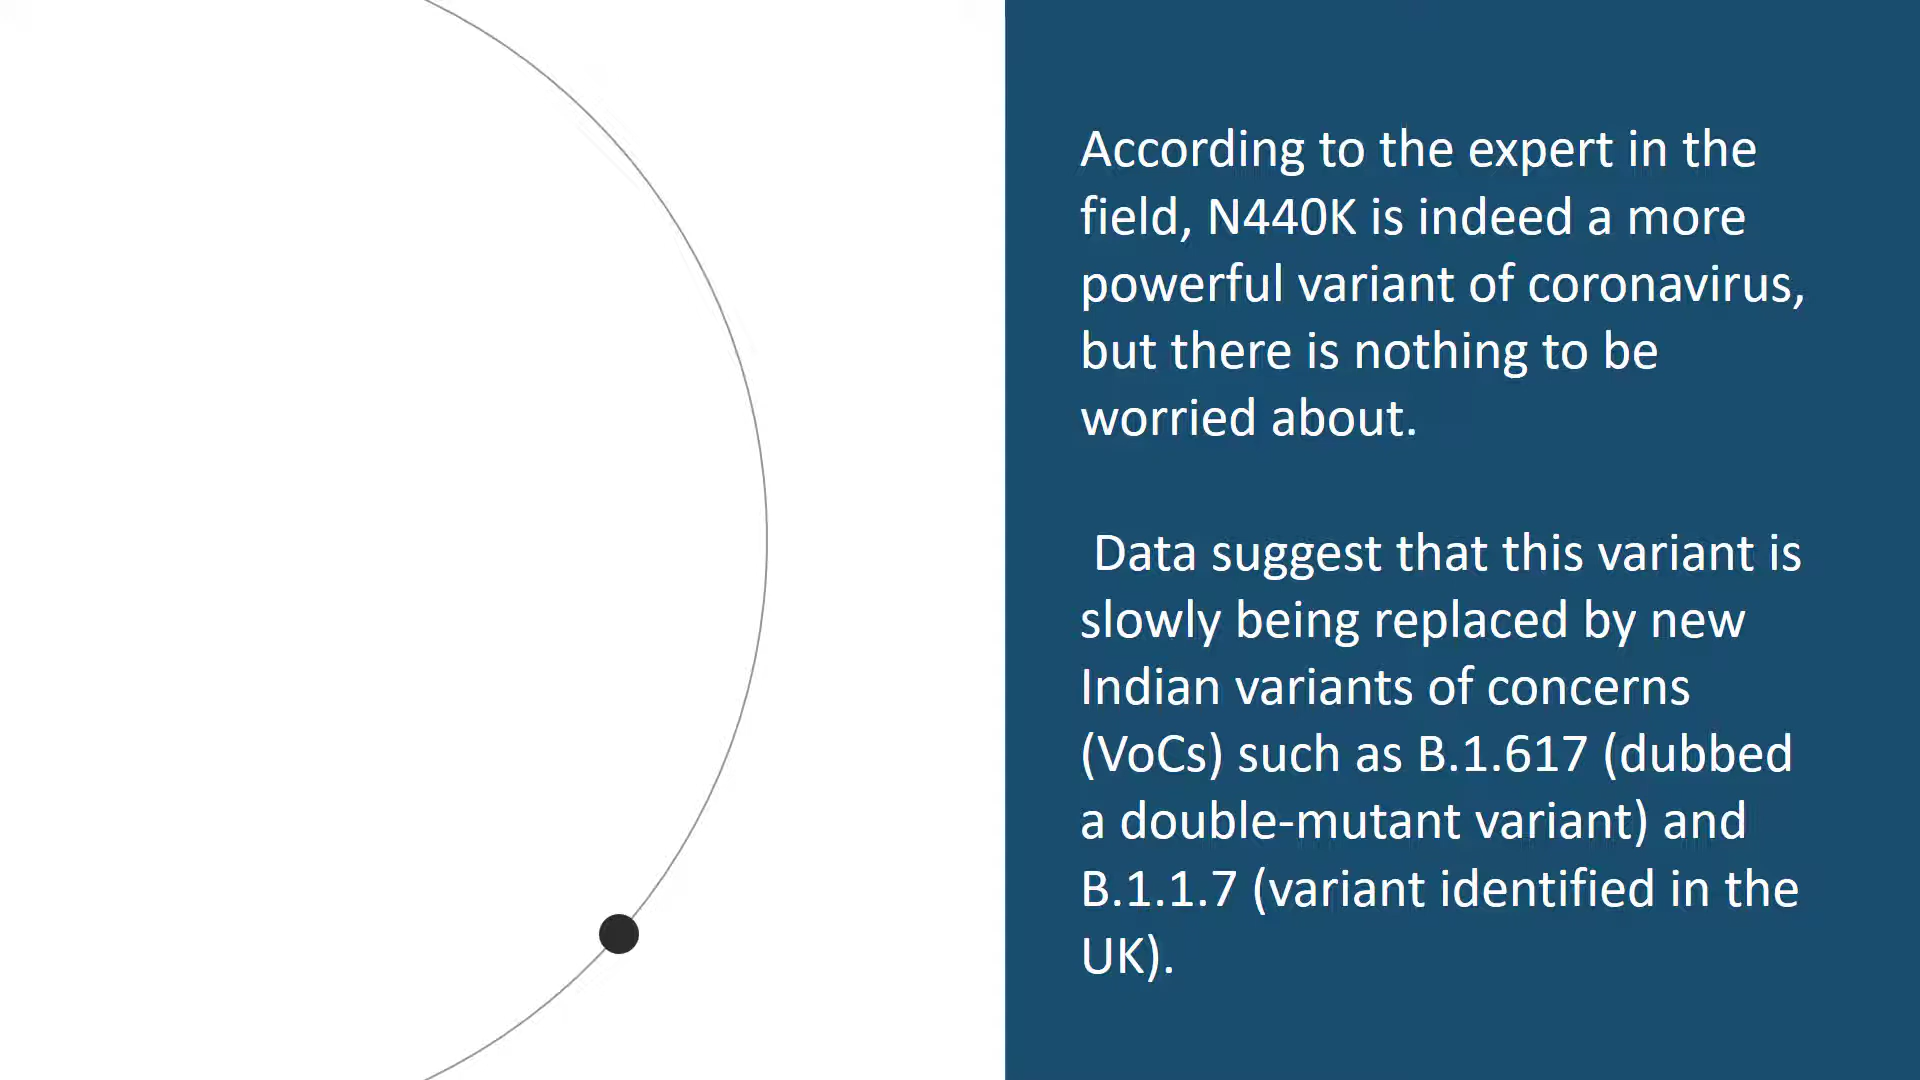 According to the expert in the
field, N440K is indeed a more
powerful variant of coronavirus,
but there is nothing to be
worried about.
Data suggest that this variant is
slowly being replaced by new
Indian variants of concerns
(VoCs) such as B.1.617 (dubbed
a double-mutant variant) and
B.1.1.7 (variant identified in the
UK).